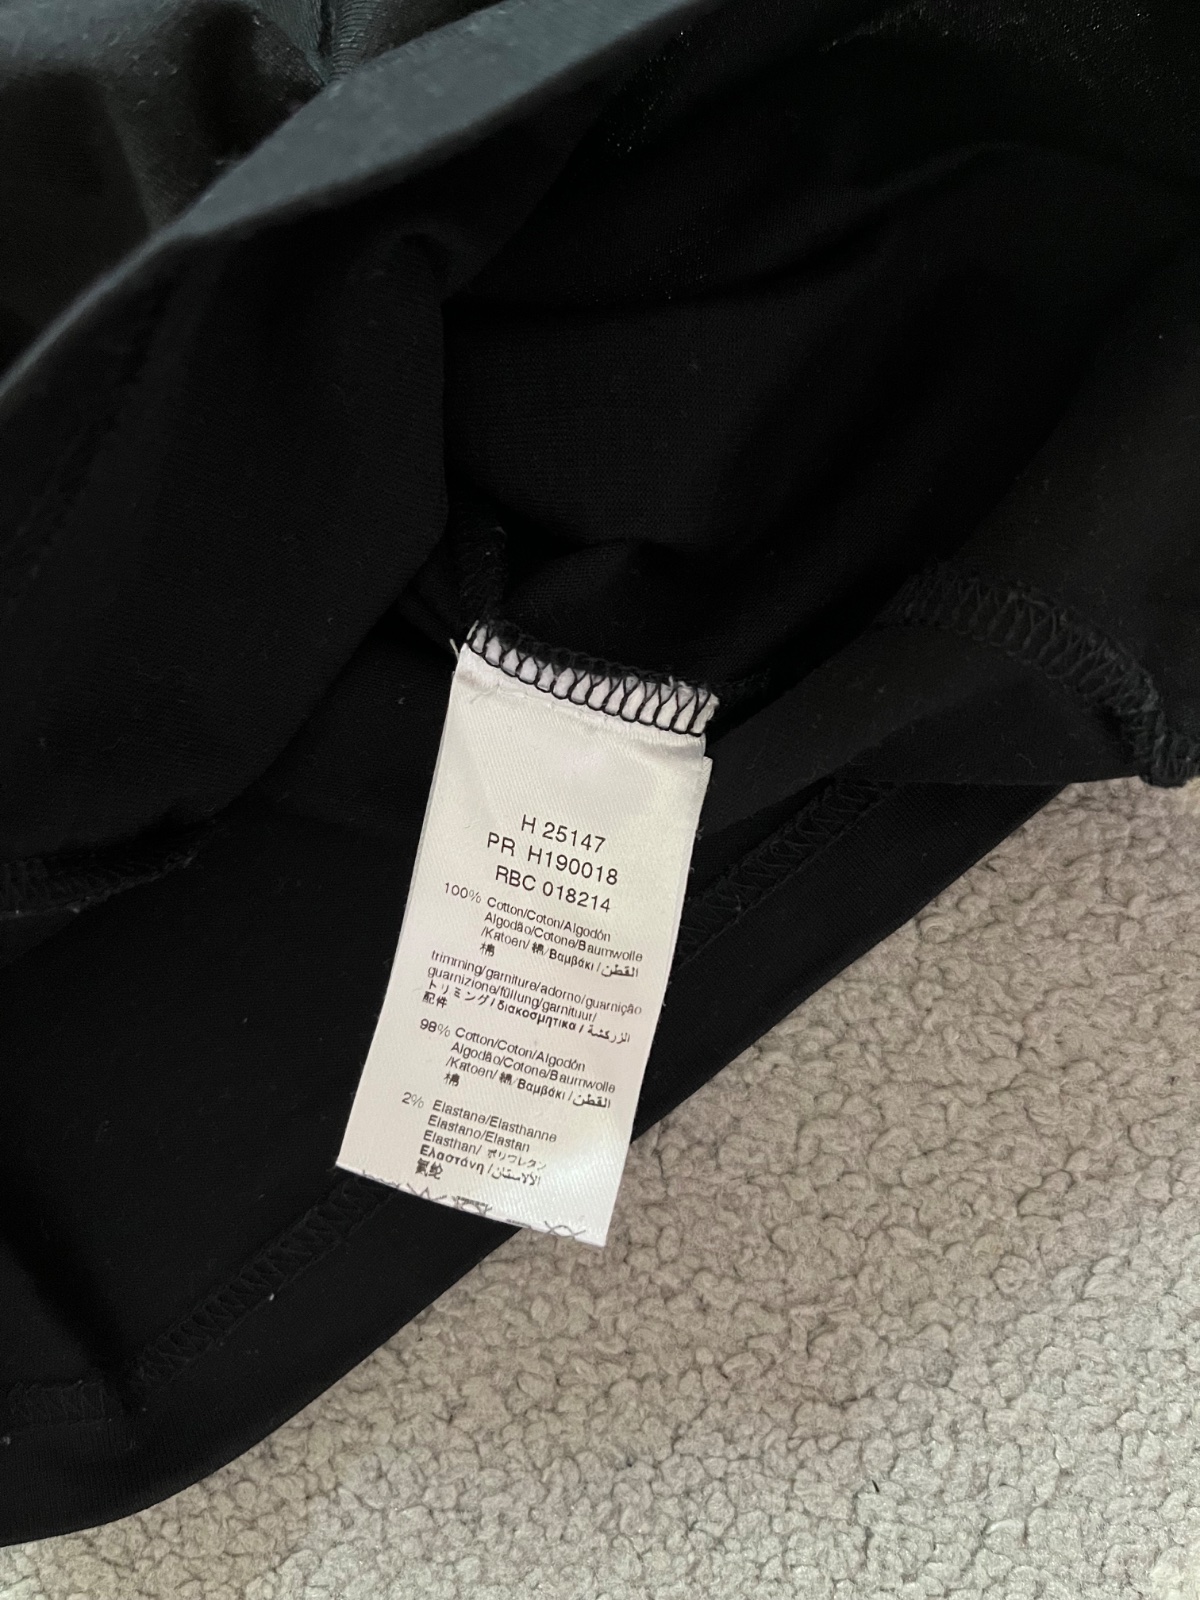 H 25147
PR H190018
RBC 018214
100% Cotton/Coton/Algodón
Algodão/Cotone/Baumwolle
/Katoen/ 綿/Βαμβάκι/القطن
棉
trimming/garniture/adorno/guarnição
guarnizione/füllung/garnituur/
トリミング/διακοσμητικα/الزركشة
配件
98% Cotton/Coton/Algodón
Algodão/Cotone/Baumwolle
/Katoen/ 綿/Βαμβάκι/القطن
棉
2% Elastane/Elasthanne
Elastano/Elastan
Elasthan/ ポリウレタン
Ελαστάνη/الألاستان
氨纶